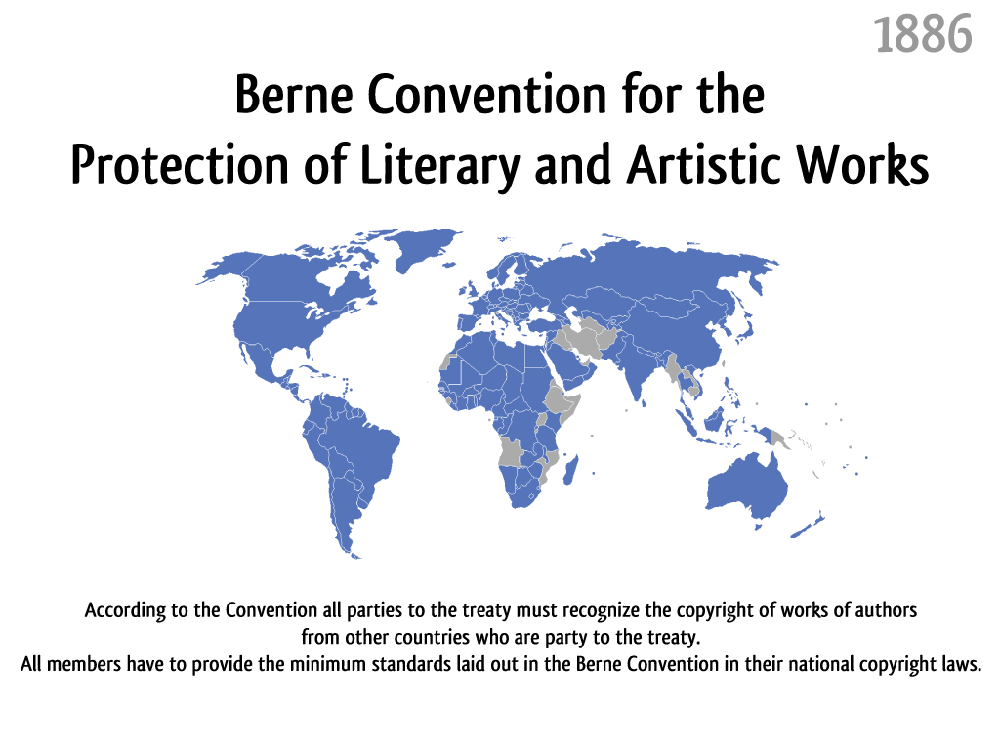 1886
Berne Convention for the
Protection of Literary and Artistic Works
According to the Convention all parties to the treaty must recognize the copyright of works of authors
from other countries who are party to the treaty.
All members have to provide the minimum standards laid out in the Berne Convention in their national copyright laws.